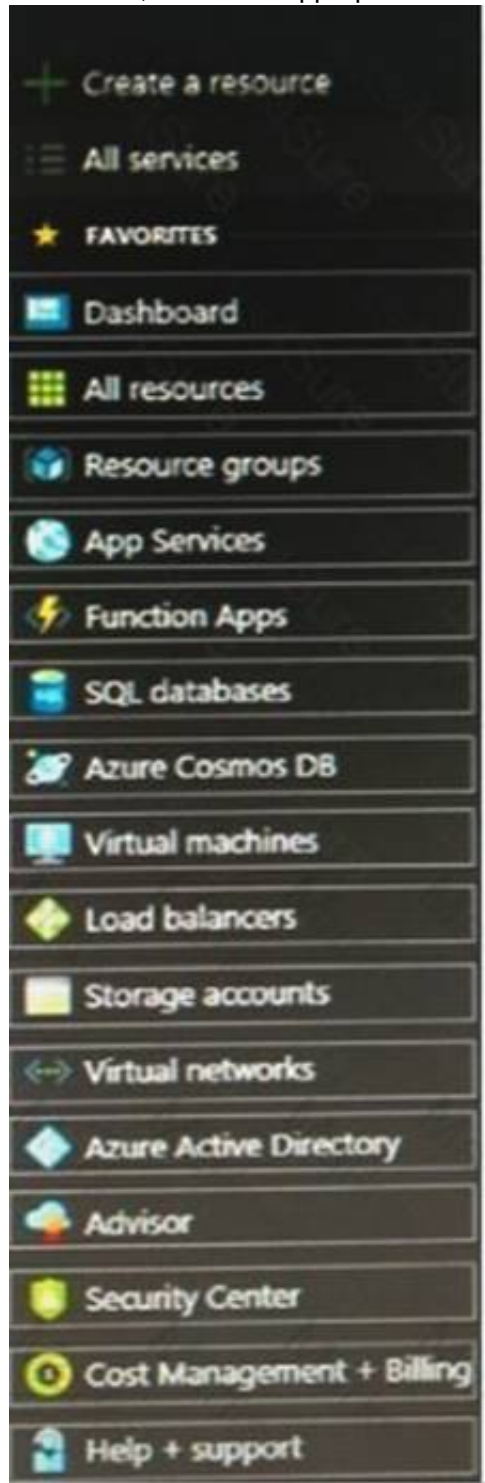 Create a resource
All services
FAVORITES
Dashboard
All resources
Resource groups
App Services
Function Apps
SQL databases
Azure Cosmos DB
Virtual machines
Load balancers
Storage accounts
Virtual networks
Azure Active Directory
Advisor
Security Center
Cost Management + Billing
Help + support